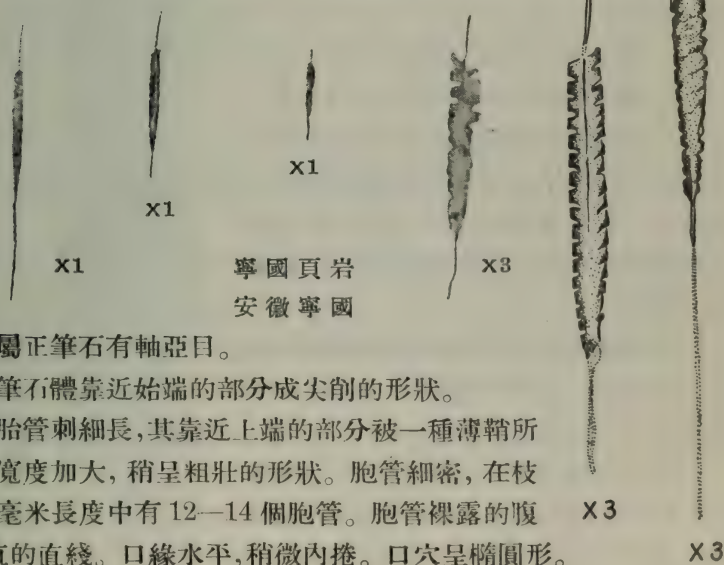 X1
X1
X1
X3
寧國頁岩
安徽寧國
屬正筆石有軸亞目。
筆石體靠近始端的部分成尖削的形狀。
胎管刺細長,其靠近上端的部分被一種薄鞘所
寬度加大,稍呈粗壯的形狀。胞管細密,在枝
毫米長度中有12—14個胞管。胞管裸露的腹
X3
的直綫。口緣水平,稍微內捲。口穴呈橢圓形。
X3